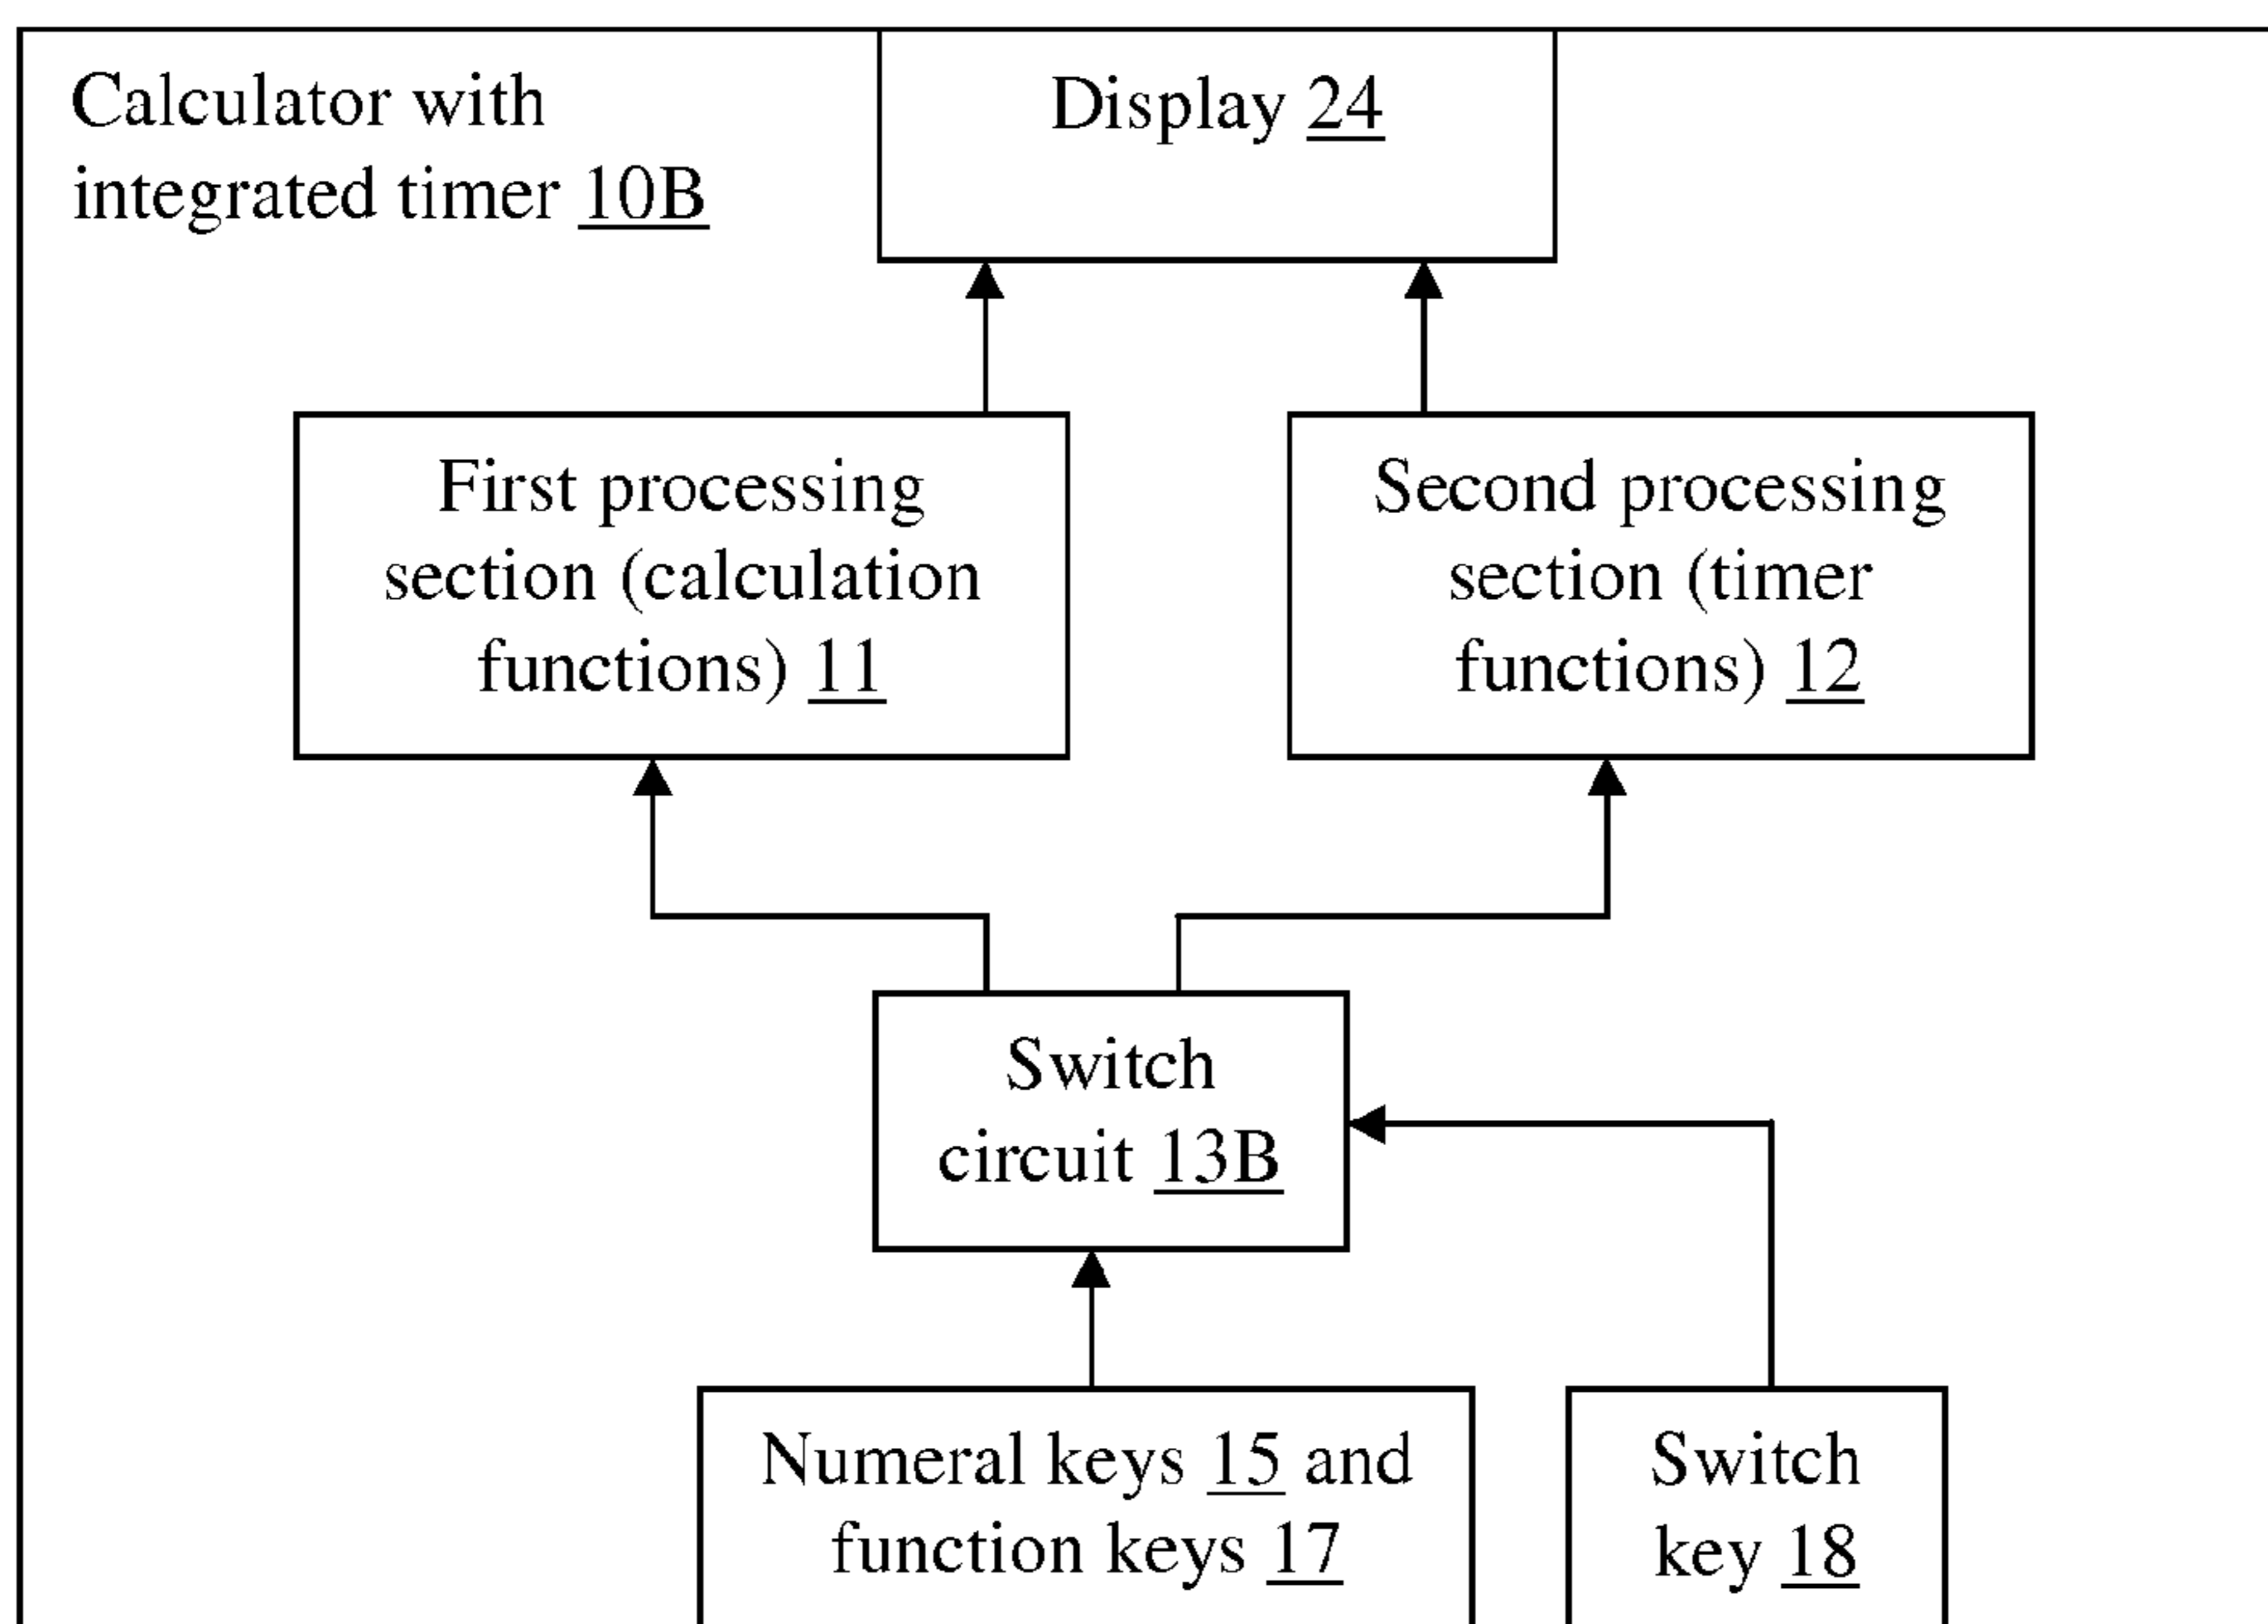 Calculator with
integrated timer 10B
Display 24
First processing
section (calculation
functions) 11
Second processing
section (timer
functions) 12
Switch
circuit 13B
Numeral keys 15 and
function keys 17
Switch
key 18